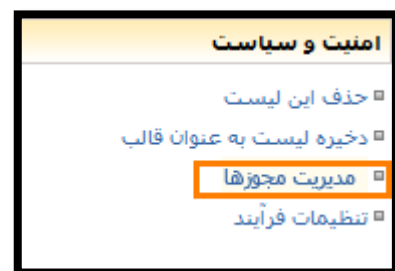 امنیت و سیاست
حذف این لیست
ذخیره لیست به عنوان قالب
مدیریت مجوزها
تنظیمات فرآیند